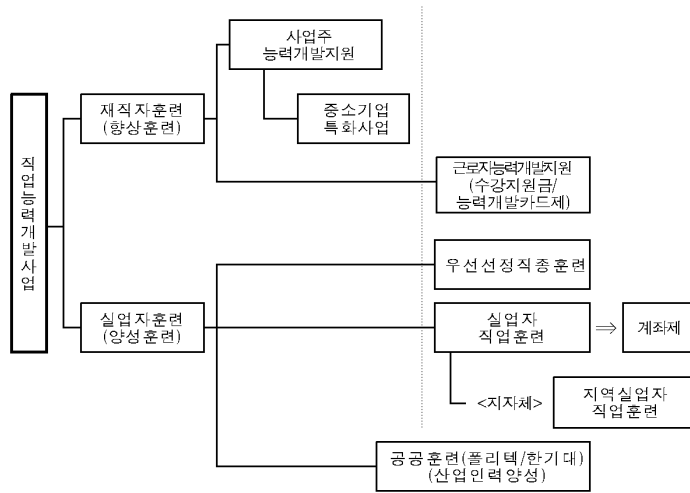 직업능력개발사업
재직자훈련
(향상훈련)
사업주
능력개발지원
중소기업
특화사업
근로자능력개발지원
(수강지원금/
능력개발카드제)
실업자훈련
(양성훈련)
우선선정직종훈련
실업자
직업훈련
⇒
계좌제
<지자체>
지역실업자
직업훈련
공공훈련(폴리텍/한기대)
(산업인력양성)